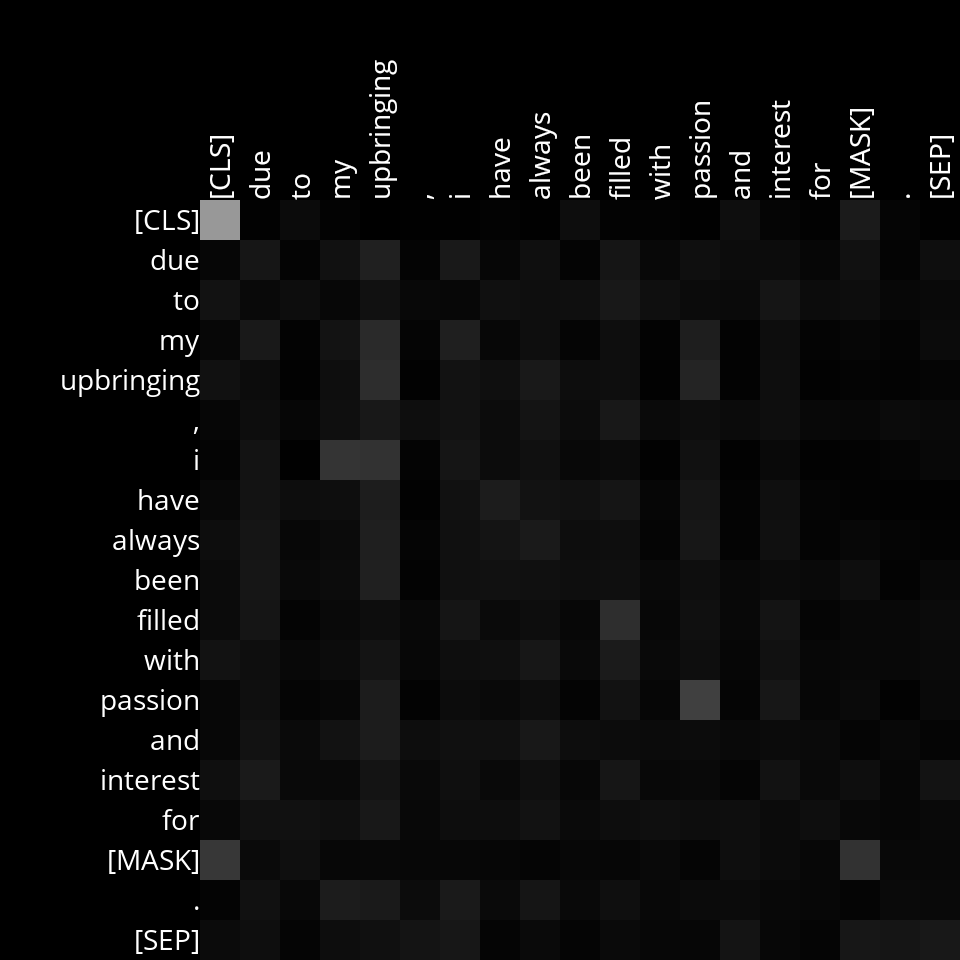 [CLS] due to my upbringing , i have always been filled with passion and interest for [MASK] . [SEP]
[CLS]
due
to
my
upbringing
,
i
have
always
been
filled
with
passion
and
interest
for
[MASK]
.
[SEP]